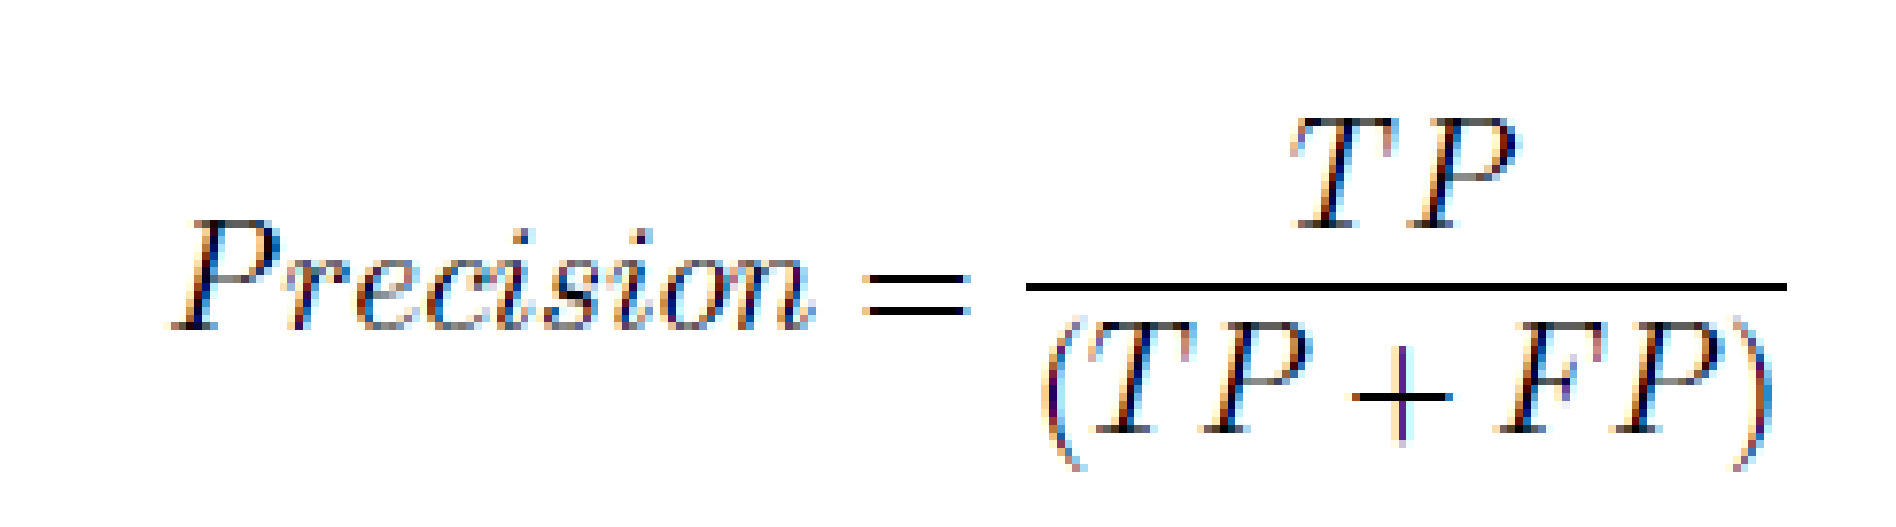 Precision = TP / (TP + FP)